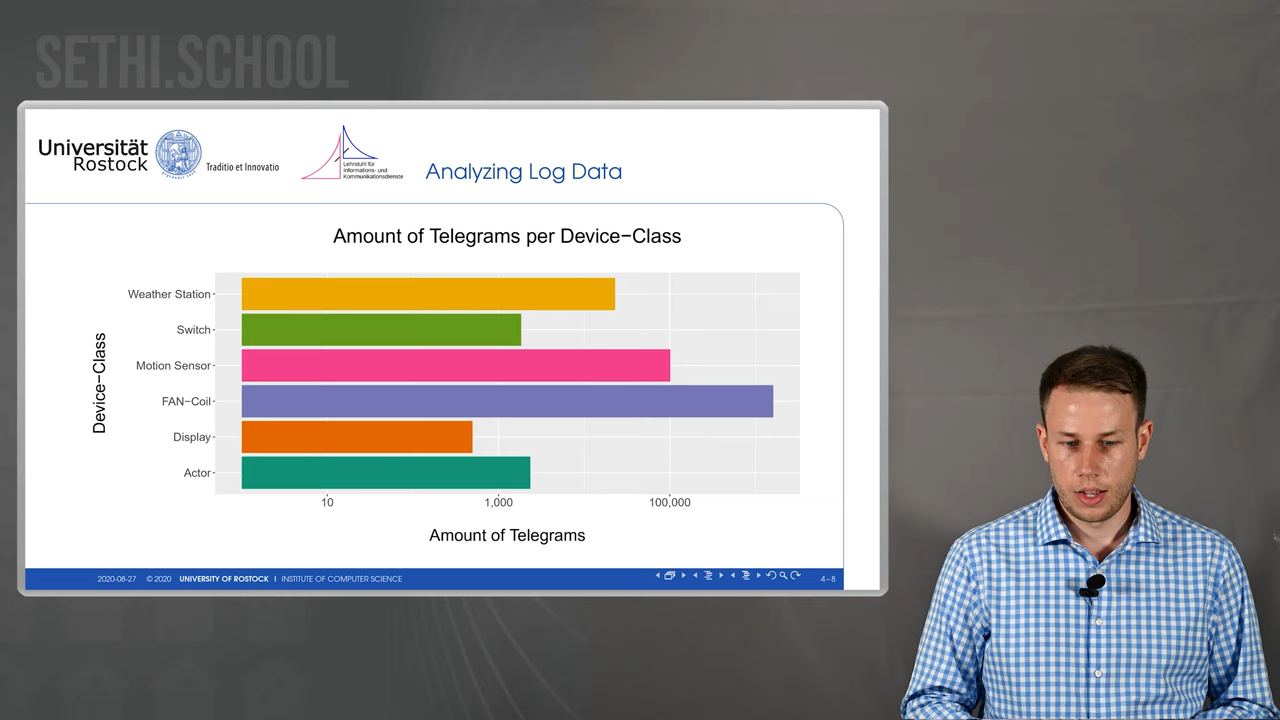 SETHI.SCHOOL
Universität
Rostock
Traditio et Innovatio
Lehrstuhl für
Informations- und
Kommunikationsdienste
Analyzing Log Data
Amount of Telegrams per Device−Class
Device−Class
Weather Station
Switch
Motion Sensor
FAN−Coil
Display
Actor
10 1,000 100,000
Amount of Telegrams
2020-08-27 © 2020 UNIVERSITY OF ROSTOCK | INSTITUTE OF COMPUTER SCIENCE 4–8